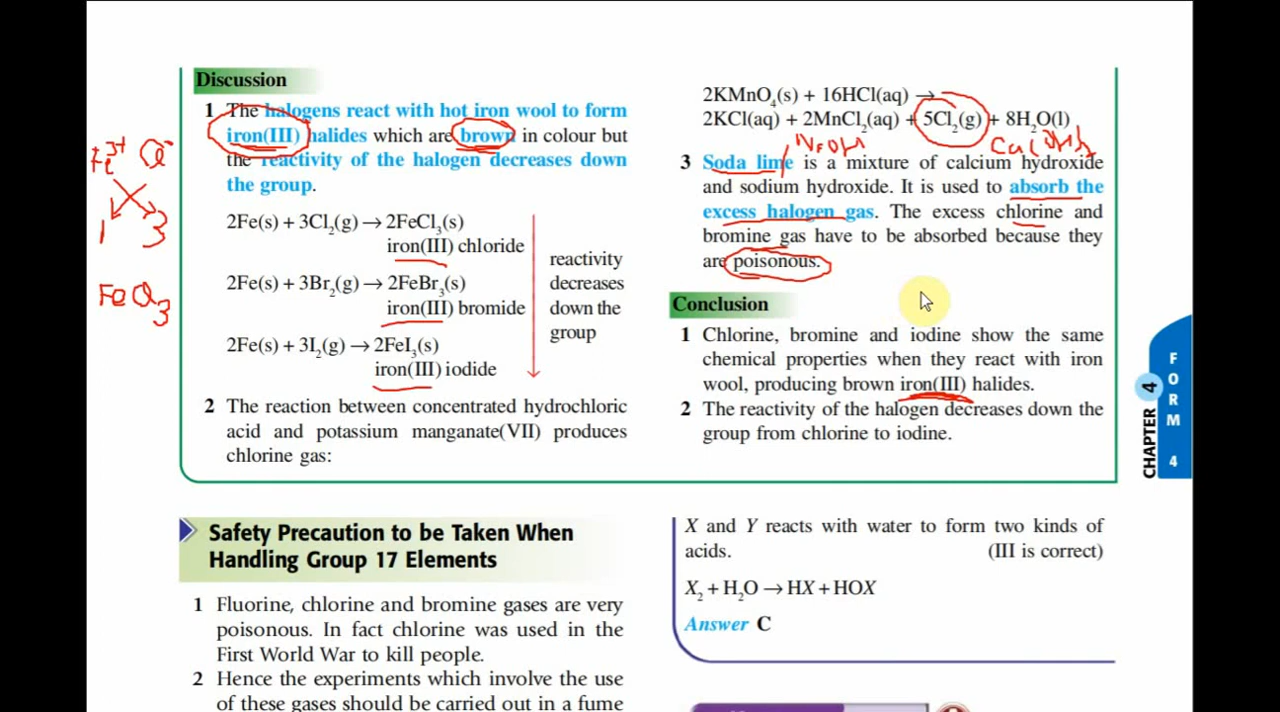 Discussion
1 The halogens react with hot iron wool to form
iron(III) halides which are brown in colour but
the reactivity of the halogen decreases down
the group.
Fe³⁺ Cl⁻
1 3
FeCl₃
2Fe(s) + 3Cl₂(g) → 2FeCl₃(s)
iron(III) chloride
2Fe(s) + 3Br₂(g) → 2FeBr₃(s)
iron(III) bromide
2Fe(s) + 3I₂(g) → 2FeI₃(s)
iron(III) iodide
reactivity
decreases
down the
group
2 The reaction between concentrated hydrochloric
acid and potassium manganate(VII) produces
chlorine gas:
2KMnO₄(s) + 16HCl(aq) →
2KCl(aq) + 2MnCl₂(aq) + 5Cl₂(g) + 8H₂O(l)
NaOH Ca(OH)₂
3 Soda lime is a mixture of calcium hydroxide
and sodium hydroxide. It is used to absorb the
excess halogen gas. The excess chlorine and
bromine gas have to be absorbed because they
are poisonous.
Conclusion
1 Chlorine, bromine and iodine show the same
chemical properties when they react with iron
wool, producing brown iron(III) halides.
2 The reactivity of the halogen decreases down the
group from chlorine to iodine.
CHAPTER 4
FORM 4
Safety Precaution to be Taken When
Handling Group 17 Elements
1 Fluorine, chlorine and bromine gases are very
poisonous. In fact chlorine was used in the
First World War to kill people.
2 Hence the experiments which involve the use
of these gases should be carried out in a fume
X and Y reacts with water to form two kinds of
acids. (III is correct)
X₂ + H₂O → HX + HOX
Answer C